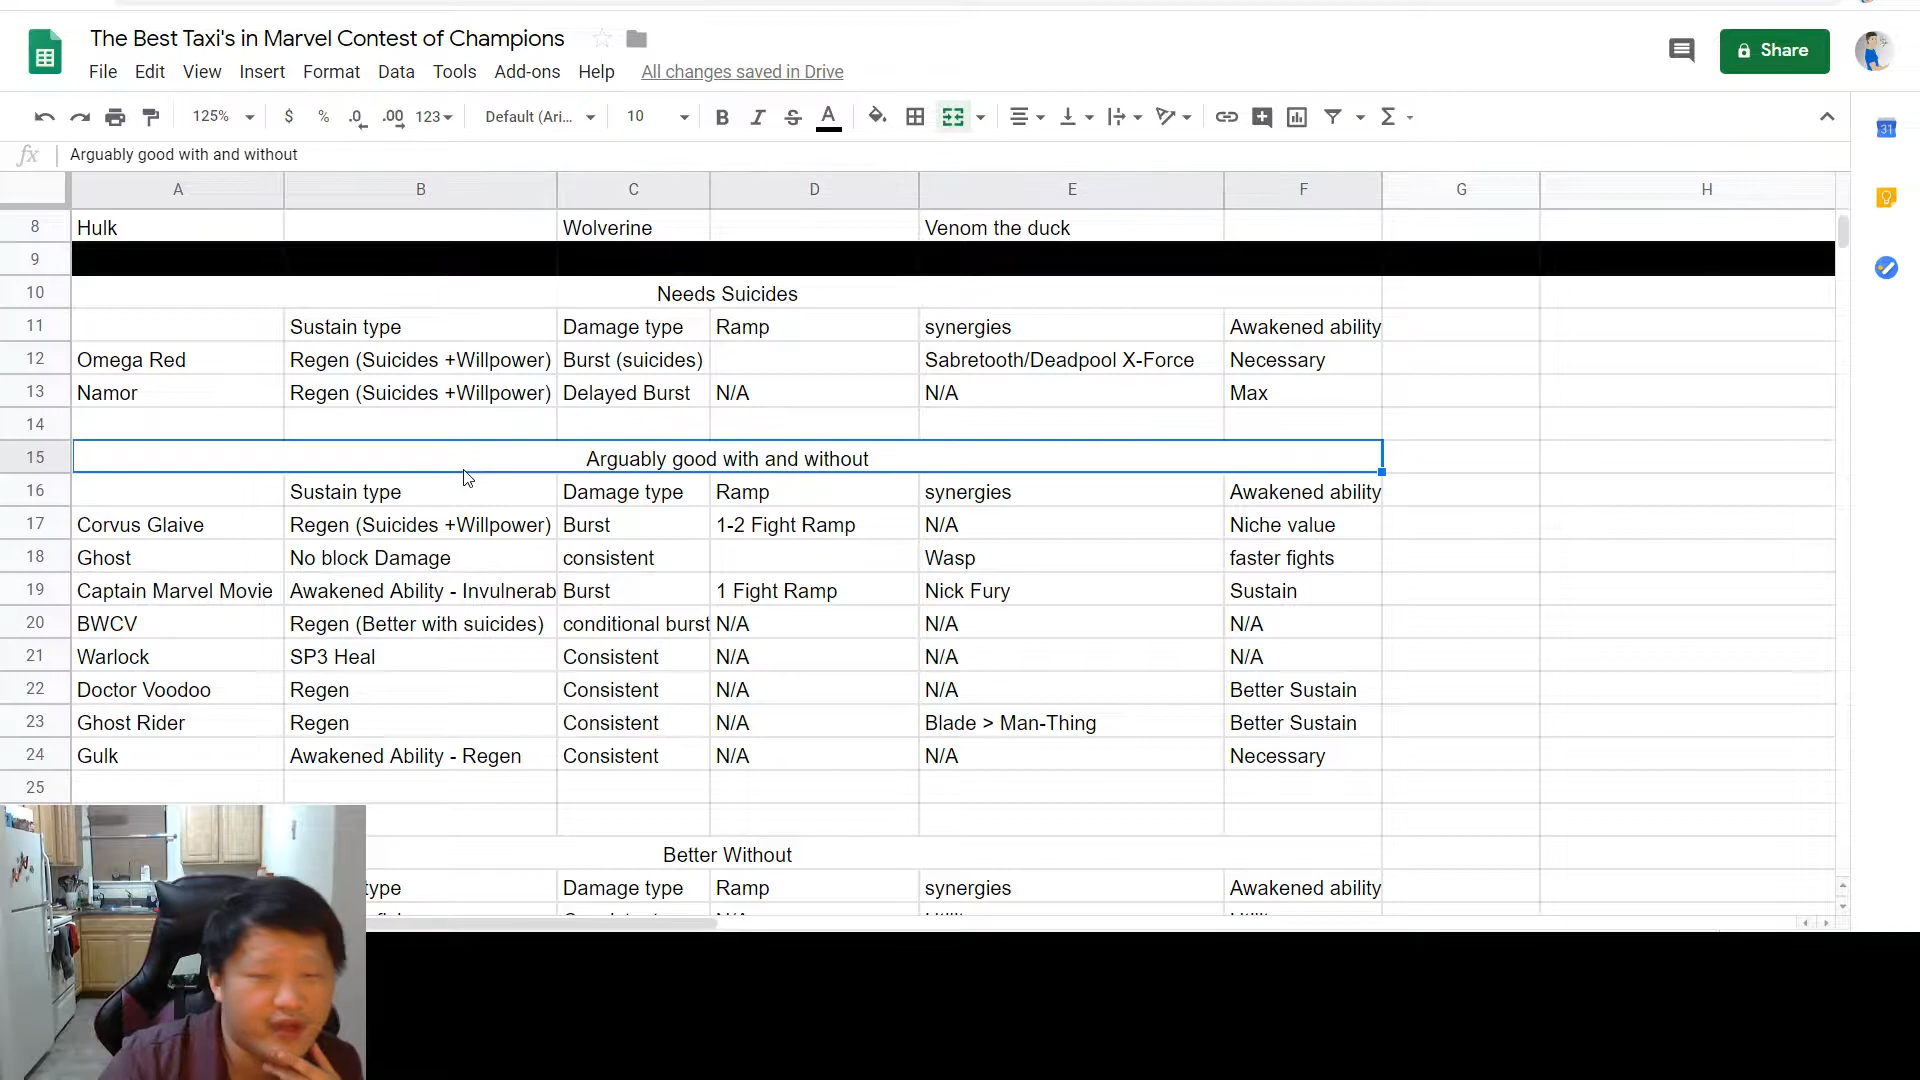 The Best Taxi's in Marvel Contest of Champions
Share
File Edit View Insert Format Data Tools Add-ons Help All changes saved in Drive
125% $ % .0 .00 123 Default (Ari... 10 B I S A Σ
31
fx Arguably good with and without
A B C D E F G H
8 Hulk Wolverine Venom the duck
9
10 Needs Suicides
11 Sustain type Damage type Ramp synergies Awakened ability
12 Omega Red Regen (Suicides +Willpower) Burst (suicides) Sabretooth/Deadpool X-Force Necessary
13 Namor Regen (Suicides +Willpower) Delayed Burst N/A N/A Max
14
15 Arguably good with and without
16 Sustain type Damage type Ramp synergies Awakened ability
17 Corvus Glaive Regen (Suicides +Willpower) Burst 1-2 Fight Ramp N/A Niche value
18 Ghost No block Damage consistent Wasp faster fights
19 Captain Marvel Movie Awakened Ability - Invulnerab Burst 1 Fight Ramp Nick Fury Sustain
20 BWCV Regen (Better with suicides) conditional burst N/A N/A N/A
21 Warlock SP3 Heal Consistent N/A N/A N/A
22 Doctor Voodoo Regen Consistent N/A N/A Better Sustain
23 Ghost Rider Regen Consistent N/A Blade > Man-Thing Better Sustain
24 Gulk Awakened Ability - Regen Consistent N/A N/A Necessary
25
Better Without
type Damage type Ramp synergies Awakened ability